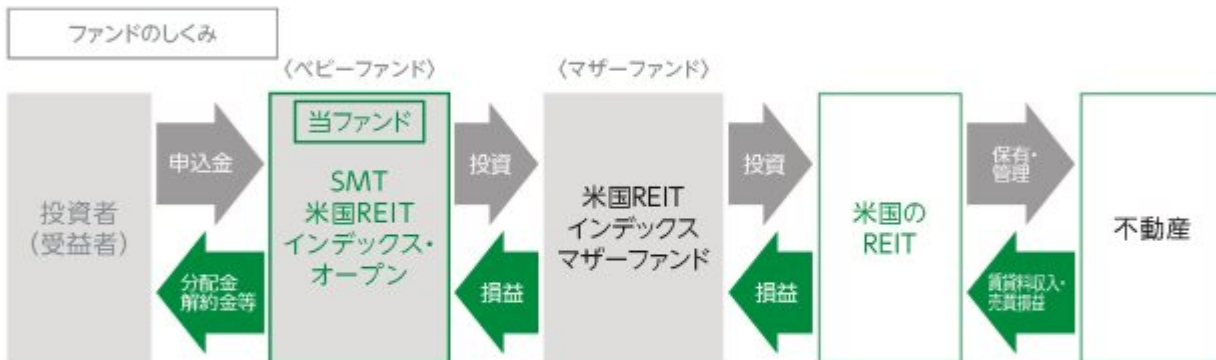 ファンドのしくみ
〈ベビーファンド〉
〈マザーファンド〉
投資者
(受益者)
申込金
分配金
解約金等
当ファンド
SMT
米国REIT
インデックス・
オープン
投資
損益
米国REIT
インデックス
マザーファンド
投資
損益
米国の
REIT
保有・
管理
賃貸料収入・
売買損益
不動産